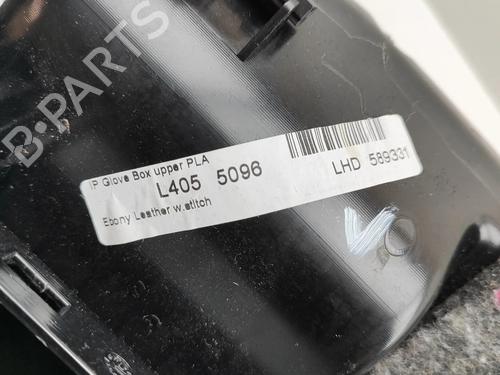 B-PARTS
IP Glove Box upper PLA
L405 5096
LHD 589331
Ebony Leather w.stitch